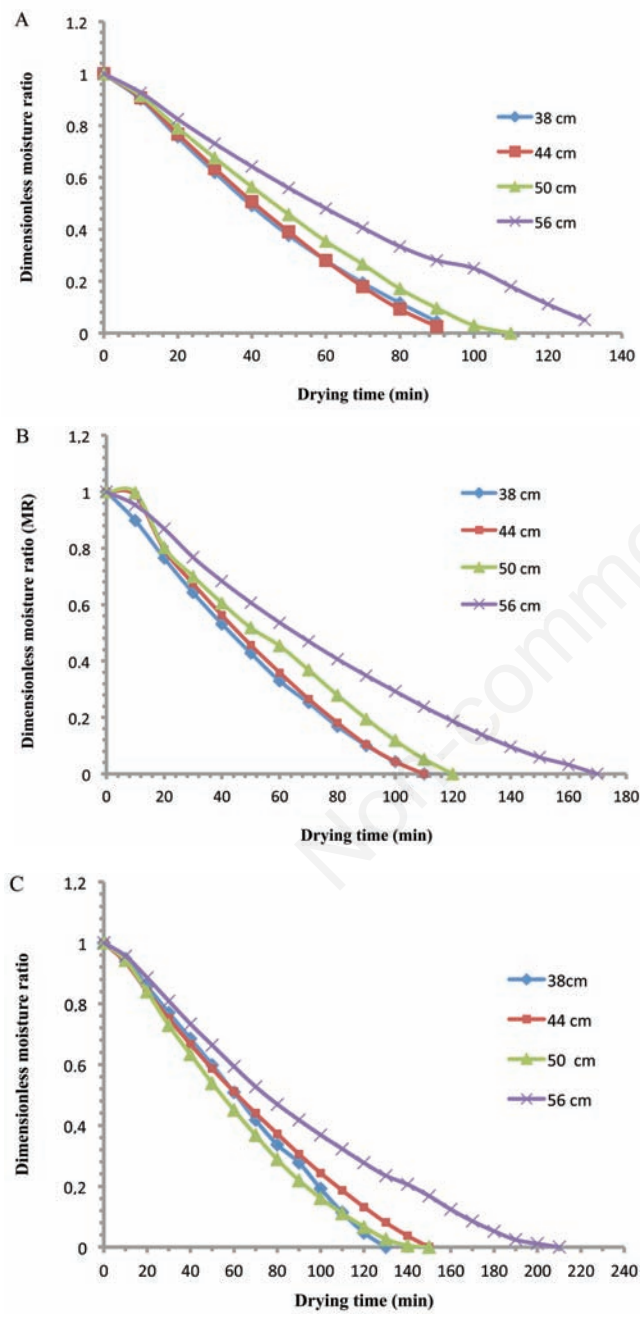 A
1.2
1
0.8
0.6
0.4
0.2
0
Dimensionless moisture ratio
38 cm
44 cm
50 cm
56 cm
0 20 40 60 80 100 120 140
Drying time (min)
B
1.2
1
0.8
0.6
0.4
0.2
0
Dimensionless moisture ratio (MR)
38 cm
44 cm
50 cm
56 cm
0 20 40 60 80 100 120 140 160 180
Drying time (min)
Non-comme
C
1.2
1
0.8
0.6
0.4
0.2
0
Dimensionless moisture ratio
38cm
44 cm
50 cm
56 cm
0 20 40 60 80 100 120 140 160 180 200 220 240
Drying time (min)